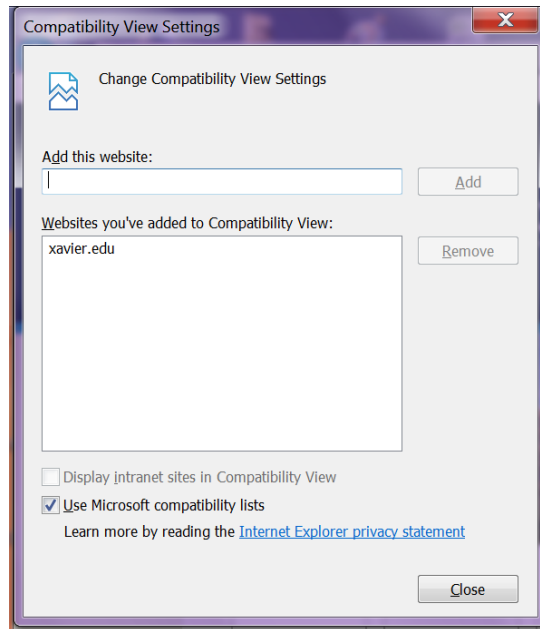 Compatibility View Settings
Change Compatibility View Settings
Add this website:
Add
Websites you've added to Compatibility View:
xavier.edu
Remove
Display intranet sites in Compatibility View
Use Microsoft compatibility lists
Learn more by reading the Internet Explorer privacy statement
Close